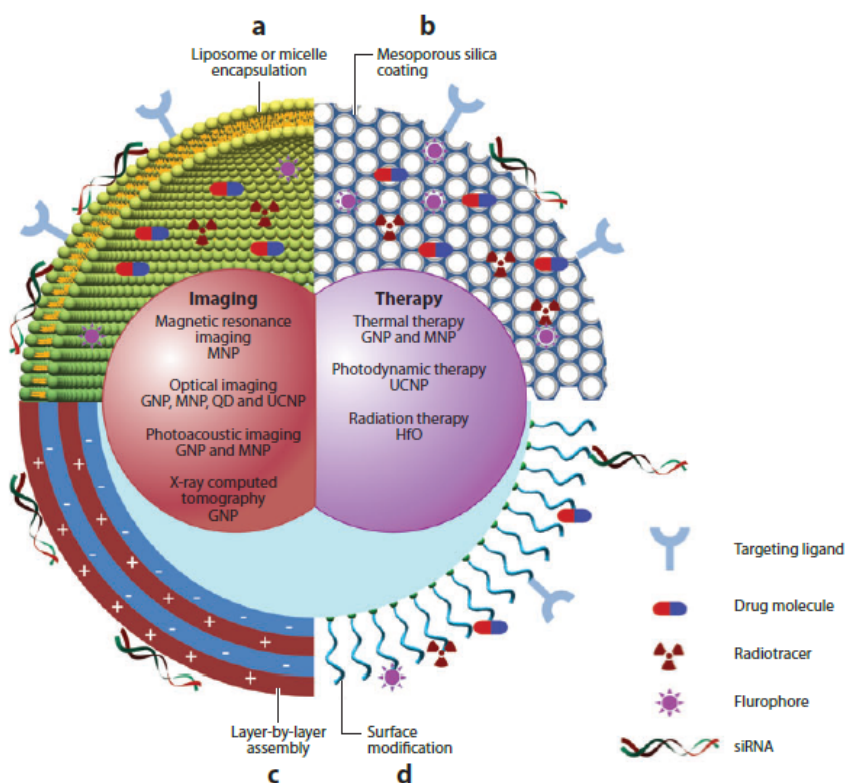 a
Liposome or micelle
encapsulation
b
Mesoporous silica
coating
Imaging
Magnetic resonance
imaging
MNP
Optical imaging
GNP, MNP, QD and UCNP
Photoacoustic imaging
GNP and MNP
X-ray computed
tomography
GNP
Therapy
Thermal therapy
GNP and MNP
Photodynamic therapy
UCNP
Radiation therapy
HfO
Targeting ligand
Drug molecule
Radiotracer
Flurophore
siRNA
Layer-by-layer
assembly
c
Surface
modification
d